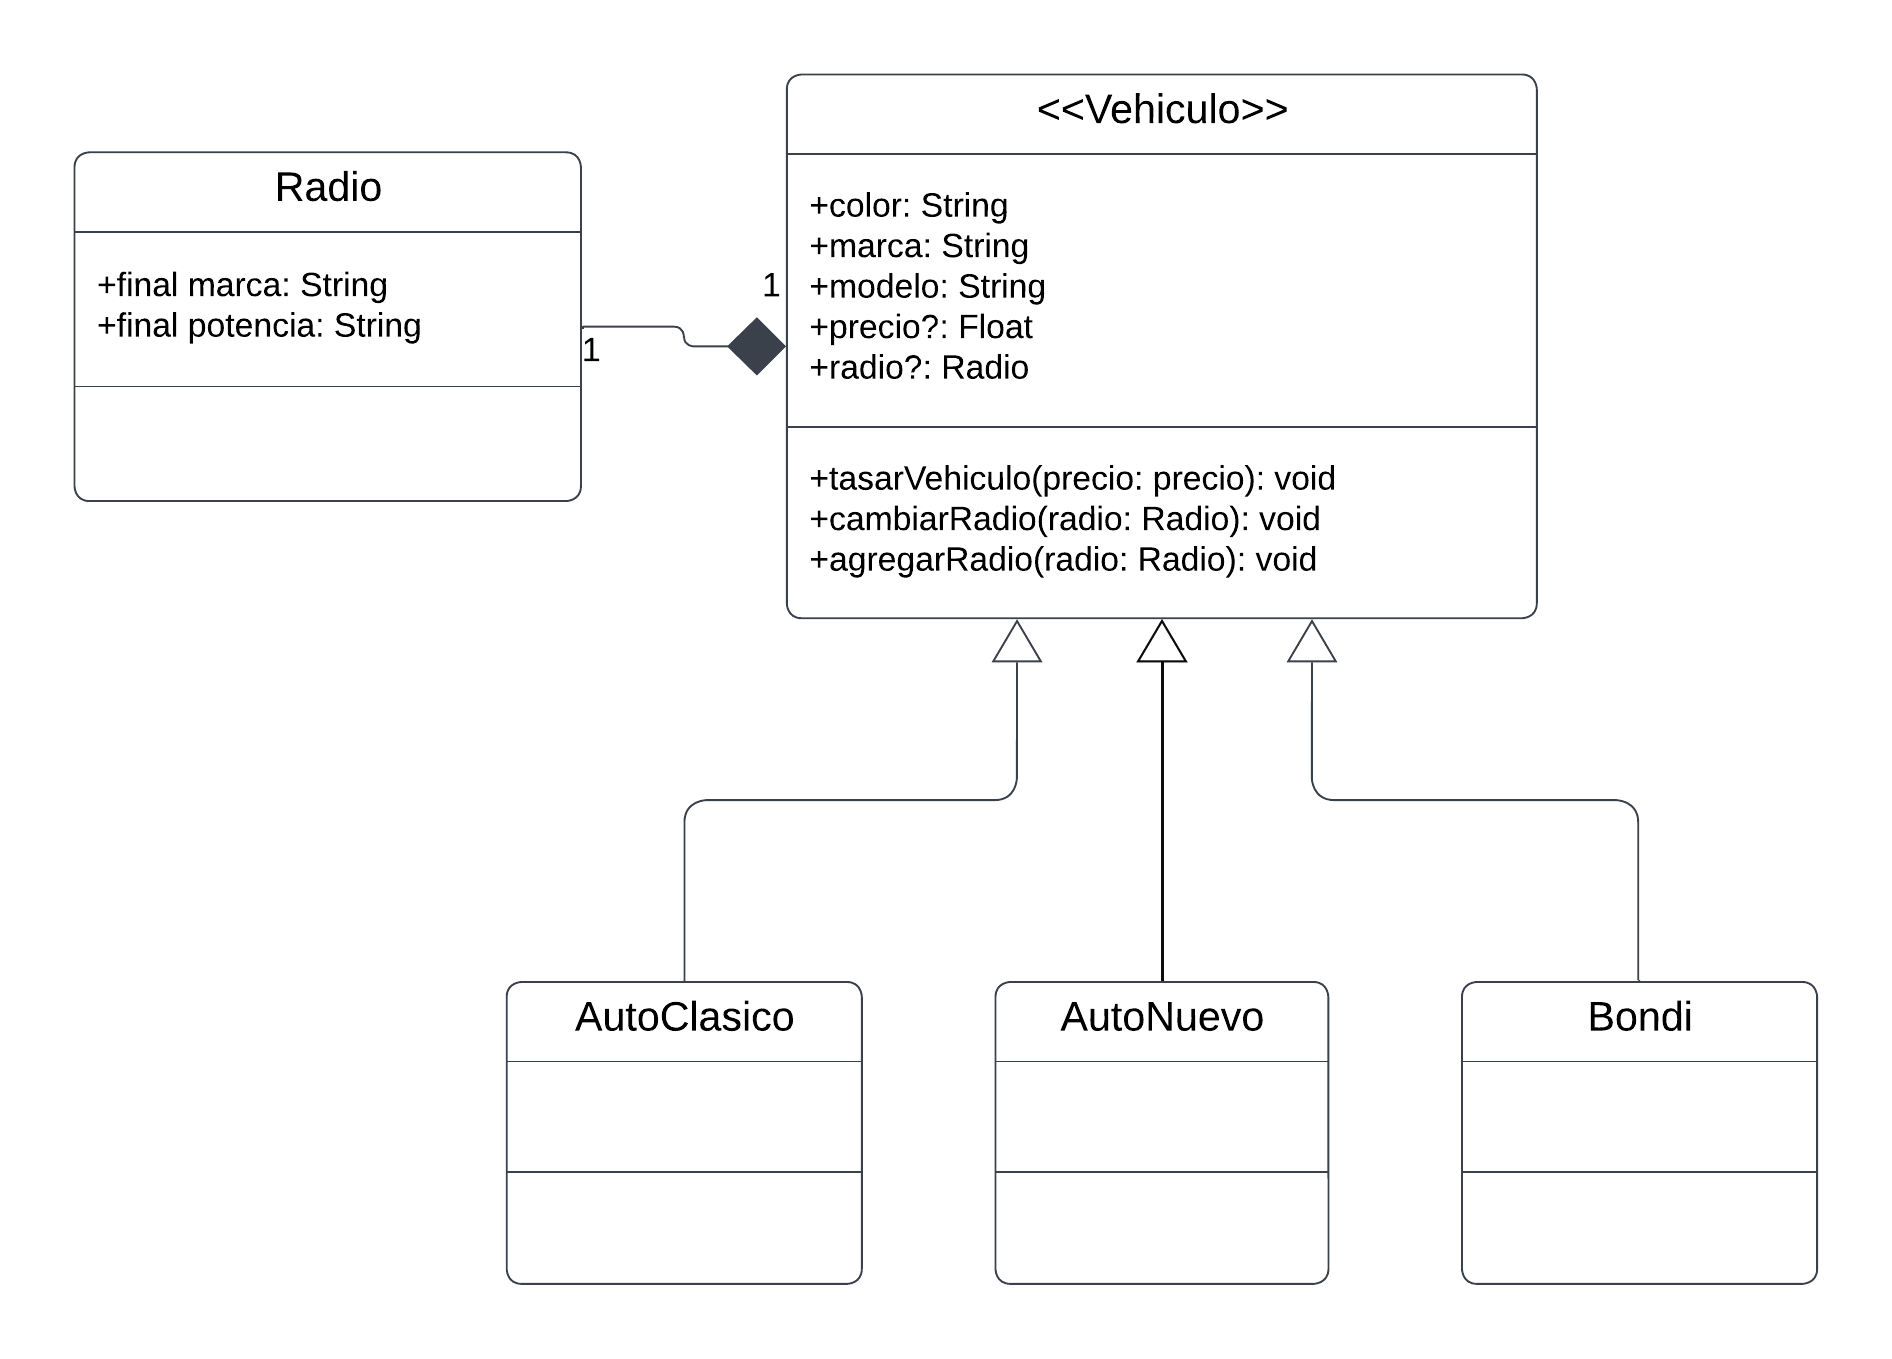 Radio
+final marca: String
+final potencia: String
1
1
<<Vehiculo>>
+color: String
+marca: String
+modelo: String
+precio?: Float
+radio?: Radio
+tasarVehiculo(precio: precio): void
+cambiarRadio(radio: Radio): void
+agregarRadio(radio: Radio): void
AutoClasico
AutoNuevo
Bondi